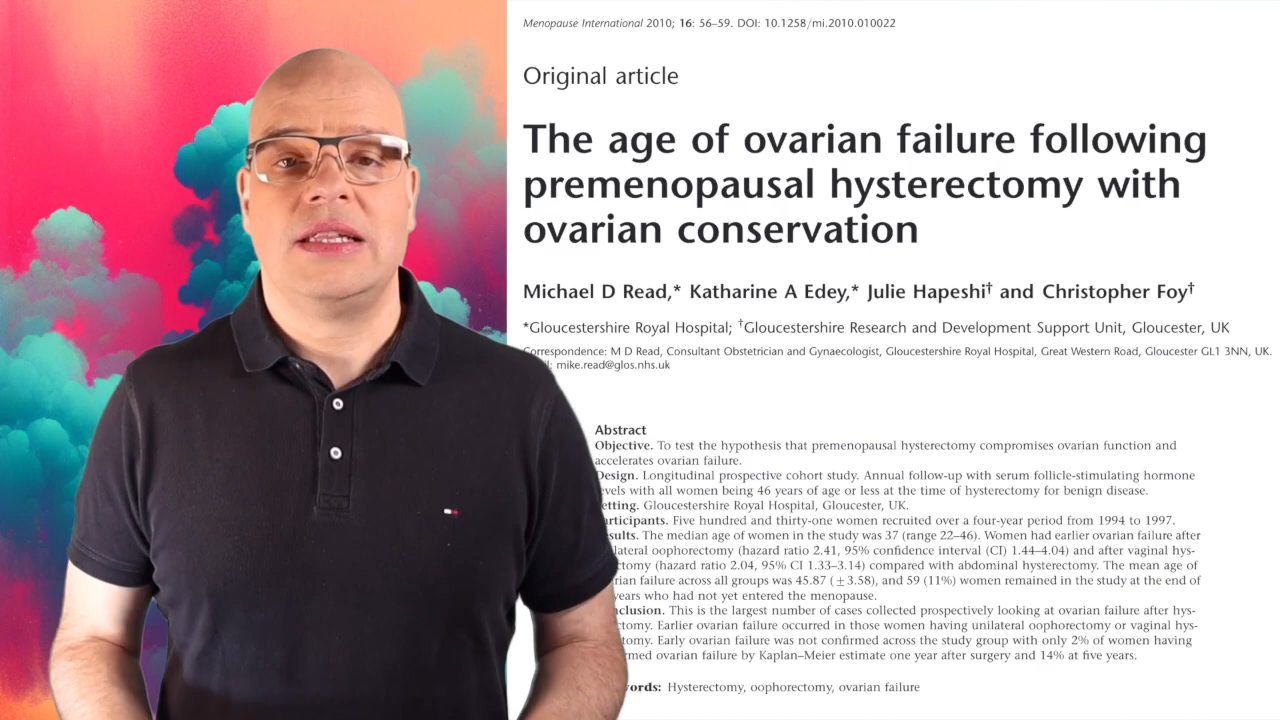 Menopause International 2010; 16: 56–59. DOI: 10.1258/mi.2010.010022
Original article
The age of ovarian failure following
premenopausal hysterectomy with
ovarian conservation
Michael D Read,* Katharine A Edey,* Julie Hapeshi† and Christopher Foy†
*Gloucestershire Royal Hospital; †Gloucestershire Research and Development Support Unit, Gloucester, UK
Correspondence: M D Read, Consultant Obstetrician and Gynaecologist, Gloucestershire Royal Hospital, Great Western Road, Gloucester GL1 3NN, UK.
mike.read@glos.nhs.uk
Abstract
Objective. To test the hypothesis that premenopausal hysterectomy compromises ovarian function and
accelerates ovarian failure.
Design. Longitudinal prospective cohort study. Annual follow-up with serum follicle-stimulating hormone
levels with all women being 46 years of age or less at the time of hysterectomy for benign disease.
etting. Gloucestershire Royal Hospital, Gloucester, UK.
rticipants. Five hundred and thirty-one women recruited over a four-year period from 1994 to 1997.
sults. The median age of women in the study was 37 (range 22–46). Women had earlier ovarian failure after
lateral oophorectomy (hazard ratio 2.41, 95% confidence interval (CI) 1.44–4.04) and after vaginal hys-
ctomy (hazard ratio 2.04, 95% CI 1.33–3.14) compared with abdominal hysterectomy. The mean age of
rian failure across all groups was 45.87 (±3.58), and 59 (11%) women remained in the study at the end of
years who had not yet entered the menopause.
nclusion. This is the largest number of cases collected prospectively looking at ovarian failure after hys-
ctomy. Earlier ovarian failure occurred in those women having unilateral oophorectomy or vaginal hys-
tomy. Early ovarian failure was not confirmed across the study group with only 2% of women having
rmed ovarian failure by Kaplan–Meier estimate one year after surgery and 14% at five years.
ords: Hysterectomy, oophorectomy, ovarian failure